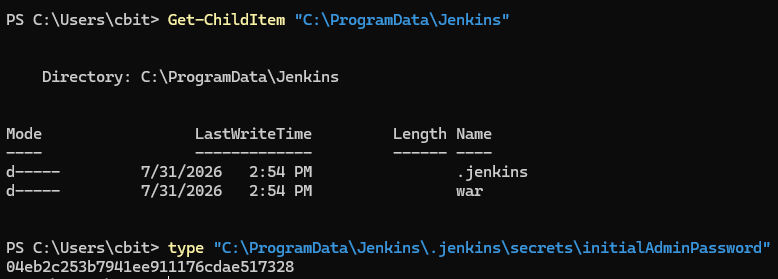 PS C:\Users\cbit> Get-ChildItem "C:\ProgramData\Jenkins"
Directory: C:\ProgramData\Jenkins
Mode                LastWriteTime         Length Name
----                -------------         ------ ----
d-----        7/31/2026   2:54 PM                .jenkins
d-----        7/31/2026   2:54 PM                war
PS C:\Users\cbit> type "C:\ProgramData\Jenkins\.jenkins\secrets\initialAdminPassword"
04eb2c253b7941ee911176cdae517328